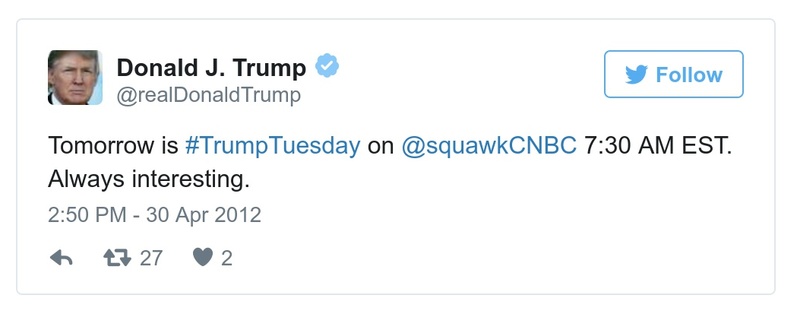 Donald J. Trump
Follow
@realDonaldTrump
Tomorrow is #TrumpTuesday on @squawkCNBC 7:30 AM EST.
Always interesting.
2:50 PM - 30 Apr 2012
27 2